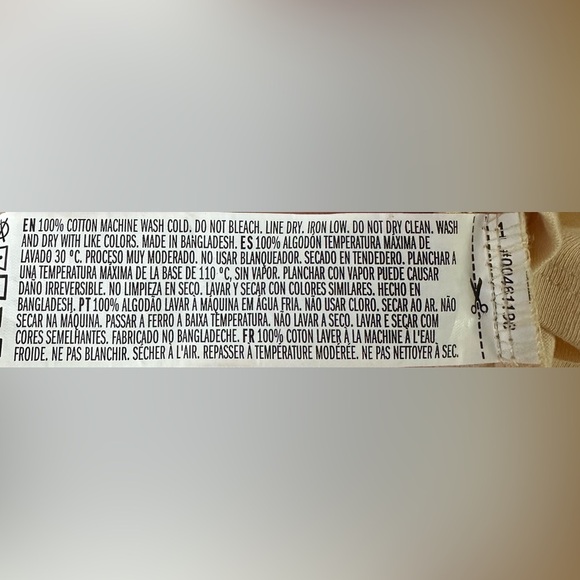 EN 100% COTTON MACHINE WASH COLD. DO NOT BLEACH. LINE DRY. IRON LOW. DO NOT DRY CLEAN. WASH
AND DRY WITH LIKE COLORS. MADE IN BANGLADESH. ES 100% ALGODÓN TEMPERATURA MÁXIMA DE
LAVADO 30 ºC. PROCESO MUY MODERADO. NO USAR BLANQUEADOR. SECADO EN TENDEDERO. PLANCHAR A
UNA TEMPERATURA MÁXIMA DE LA BASE DE 110 ºC, SIN VAPOR. PLANCHAR CON VAPOR PUEDE CAUSAR
DAÑO IRREVERSIBLE. NO LIMPIEZA EN SECO. LAVAR Y SECAR CON COLORES SIMILARES. HECHO EN
BANGLADESH. PT 100% ALGODÃO LAVAR À MÁQUINA EM ÁGUA FRIA. NÃO USAR CLORO. SECAR AO AR. NÃO
SECAR NA MÁQUINA. PASSAR A FERRO A BAIXA TEMPERATURA. NÃO LAVAR A SECO. LAVAR E SECAR COM
CORES SEMELHANTES. FABRICADO NO BANGLADECHE. FR 100% COTON LAVER À LA MACHINE À L'EAU
FROIDE. NE PAS BLANCHIR. SÉCHER À L'AIR. REPASSER À TEMPÉRATURE MODÉRÉE. NE PAS NETTOYER À SEC.